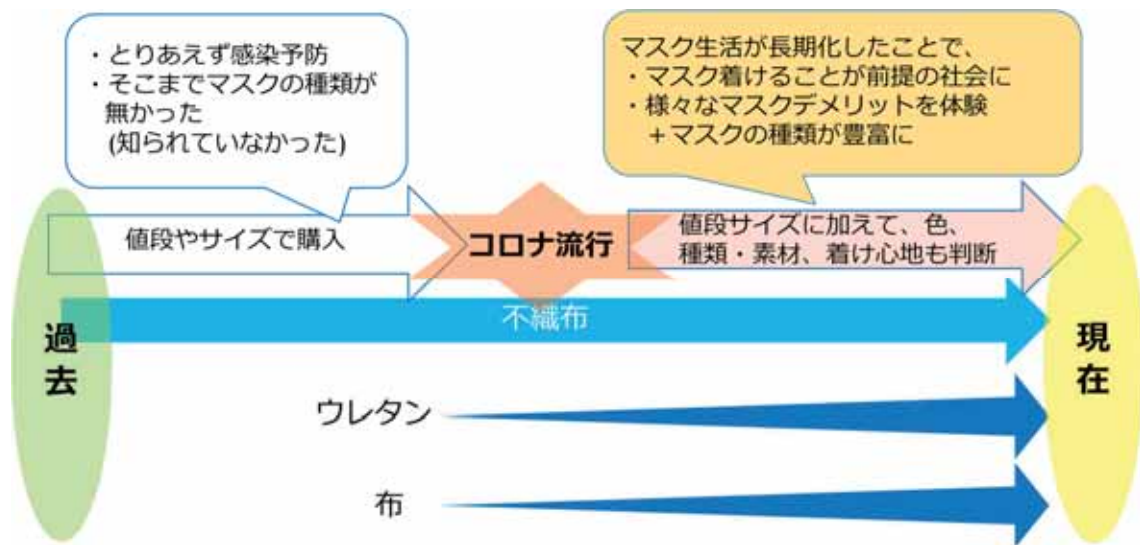 ・とりあえず感染予防
・そこまでマスクの種類が
無かった
(知られていなかった)
マスク生活が長期化したことで、
・マスク着けることが前提の社会に
・様々なマスクデメリットを体験
＋マスクの種類が豊富に
値段やサイズで購入
コロナ流行
値段サイズに加えて、色、
種類・素材、着け心地も判断
不織布
過去
現在
ウレタン
布